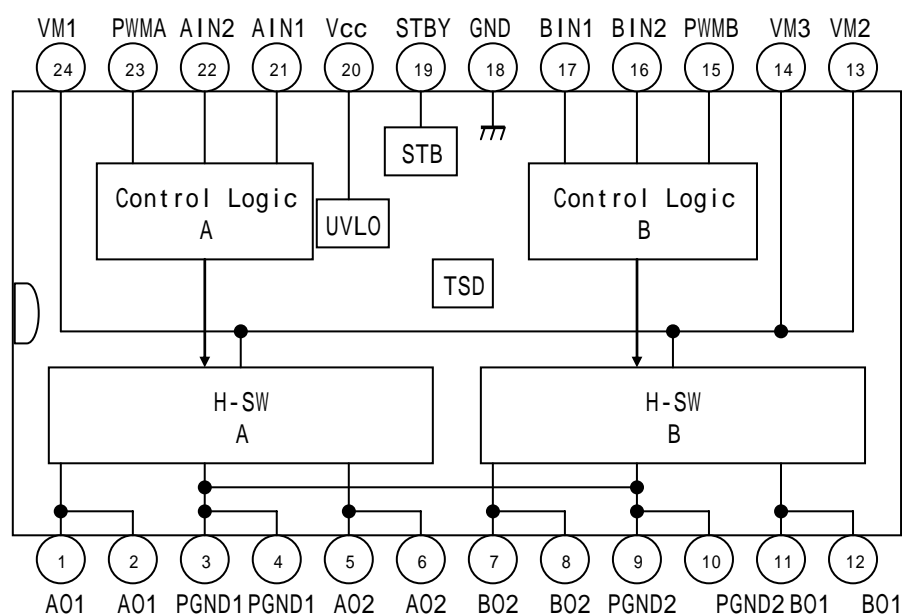 VM1 PWMA AIN2 AIN1 Vcc STBY GND BIN1 BIN2 PWMB VM3 VM2
24 23 22 21 20 19 18 17 16 15 14 13
STB
Control Logic
A
UVLO
Control Logic
B
TSD
H-SW
A
H-SW
B
1 2 3 4 5 6 7 8 9 10 11 12
AO1 AO1 PGND1 PGND1 AO2 AO2 BO2 BO2 PGND2 PGND2 BO1 BO1